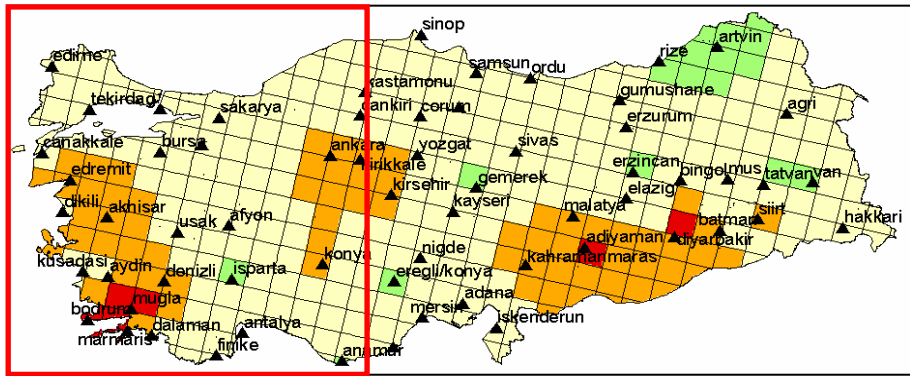 sinop
artvin
rize
edirne
samsun
ordu
kastamonu
gumushane
tekirdag
cankiri
corum
agri
sakarya
erzurum
canakkale
bursa
ankara
yozgat
sivas
kirikkale
erzincan
bingol
mus
tatvan
van
edremit
gemerek
kirsehir
elazig
dikili
akhisar
afyon
kayseri
malatya
siirt
usak
batman
hakkari
adiyaman
diyarbakir
nigde
kusadasi
konya
kahramanmaras
aydin
isparta
denizli
eregli/konya
adana
mugla
bodrum
mersin
iskenderun
marmaris
dalaman
antalya
finike
anamur